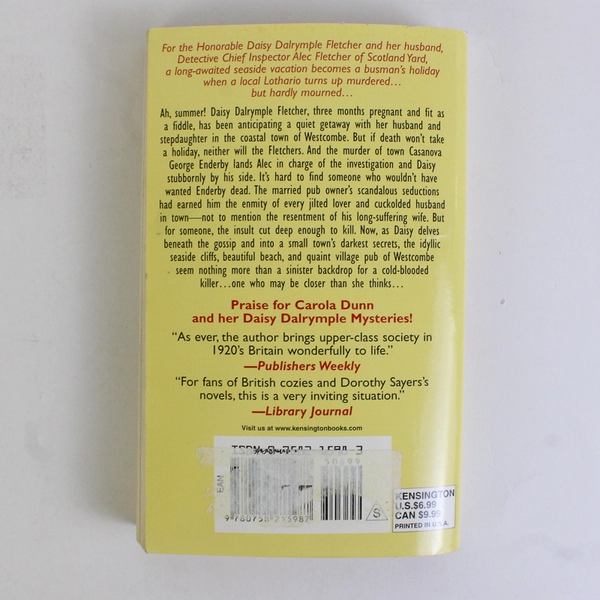 For the Honorable Daisy Dalrymple Fletcher and her husband,
Detective Chief Inspector Alec Fletcher of Scotland Yard,
a long-awaited seaside vacation becomes a busman's holiday
when a local Lothario turns up murdered…
but hardly mourned…
Ah, summer! Daisy Dalrymple Fletcher, three months pregnant and fit as
a fiddle, has been anticipating a quiet getaway with her husband and
stepdaughter in the coastal town of Westcombe. But if death won't take
a holiday, neither will the Fletchers. And the murder of town Casanova
George Enderby lands Alec in charge of the investigation and Daisy
stubbornly by his side. It's hard to find someone who wouldn't have
wanted Enderby dead. The married pub owner's scandalous seductions
had earned him the enmity of every jilted lover and cuckolded husband
in town—not to mention the resentment of his long-suffering wife. But
for someone, the insult cut deep enough to kill. Now, as Daisy delves
beneath the gossip and into a small town's darkest secrets, the idyllic
seaside cliffs, beautiful beach, and quaint village pub of Westcombe
seem nothing more than a sinister backdrop for a cold-blooded
killer…one who may be closer than she thinks…
Praise for Carola Dunn
and her Daisy Dalrymple Mysteries!
"As ever, the author brings upper-class society in
1920's Britain wonderfully to life."
—Publishers Weekly
"For fans of British cozies and Dorothy Sayers's
novels, this is a very inviting situation."
—Library Journal
Visit us at www.kensingtonbooks.com
ISBN
50699
EAN
S
KENSINGTON
U.S.$6.99
CAN $9.99
PRINTED IN U.S.A.